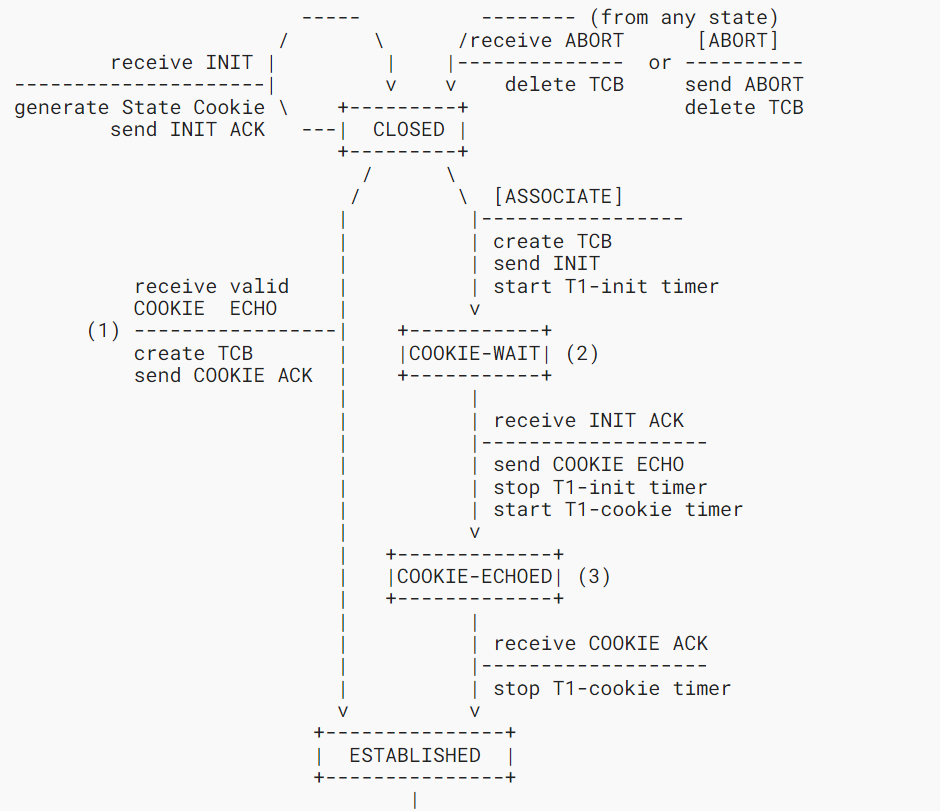 -----          -------- (from any state)
                      /       \      /receive ABORT      [ABORT]
        receive INIT |         |    |--------------  or ----------
---------------------|         v    v    delete TCB     send ABORT
generate State Cookie \    +---------+                  delete TCB
        send INIT ACK   ---|  CLOSED |
                           +---------+
                             /      \
                            /        \  [ASSOCIATE]
                           |          |-----------------
                           |          | create TCB
                           |          | send INIT
          receive valid    |          | start T1-init timer
          COOKIE  ECHO     |          v
      (1) -----------------|    +-----------+
          create TCB       |    |COOKIE-WAIT| (2)
          send COOKIE ACK  |    +-----------+
                           |          |
                           |          | receive INIT ACK
                           |          |-------------------
                           |          | send COOKIE ECHO
                           |          | stop T1-init timer
                           |          | start T1-cookie timer
                           |          v
                           |   +-------------+
                           |   |COOKIE-ECHOED| (3)
                           |   +-------------+
                           |          |
                           |          | receive COOKIE ACK
                           |          |-------------------
                           |          | stop T1-cookie timer
                           v          v
                         +---------------+
                         |  ESTABLISHED  |
                         +---------------+
                                 |